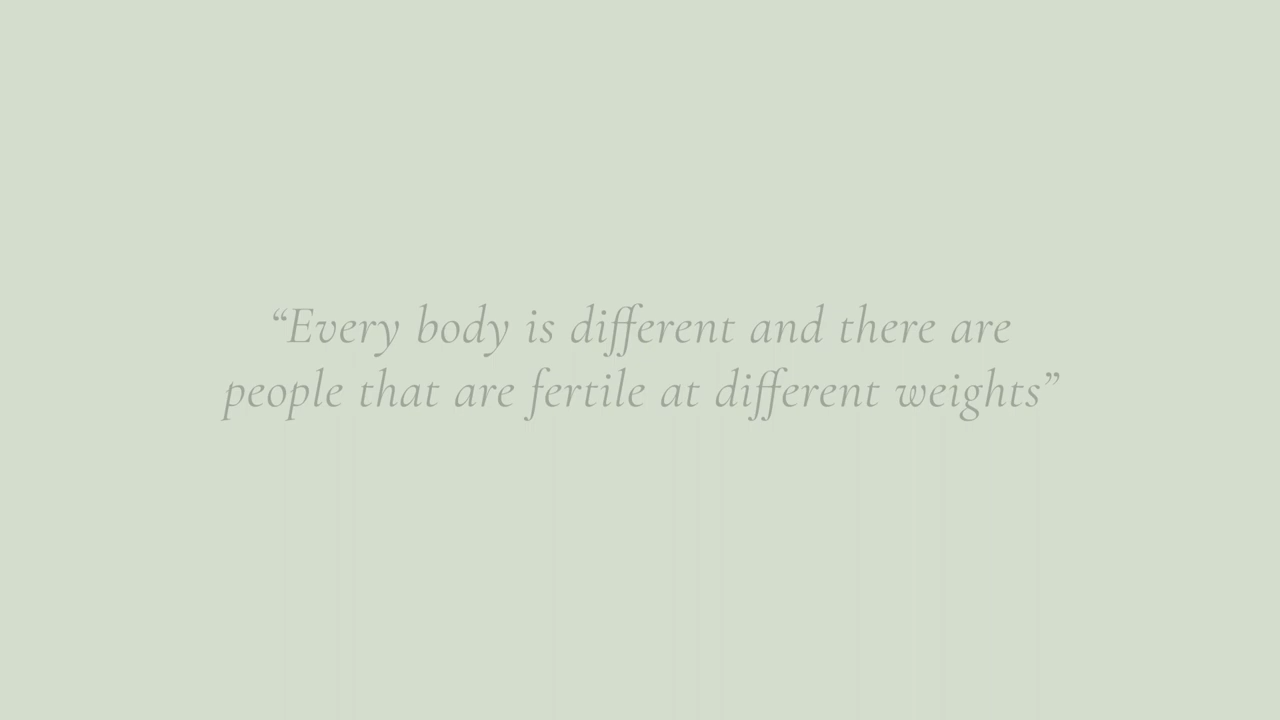 “Every body is different and there are
people that are fertile at different weights”